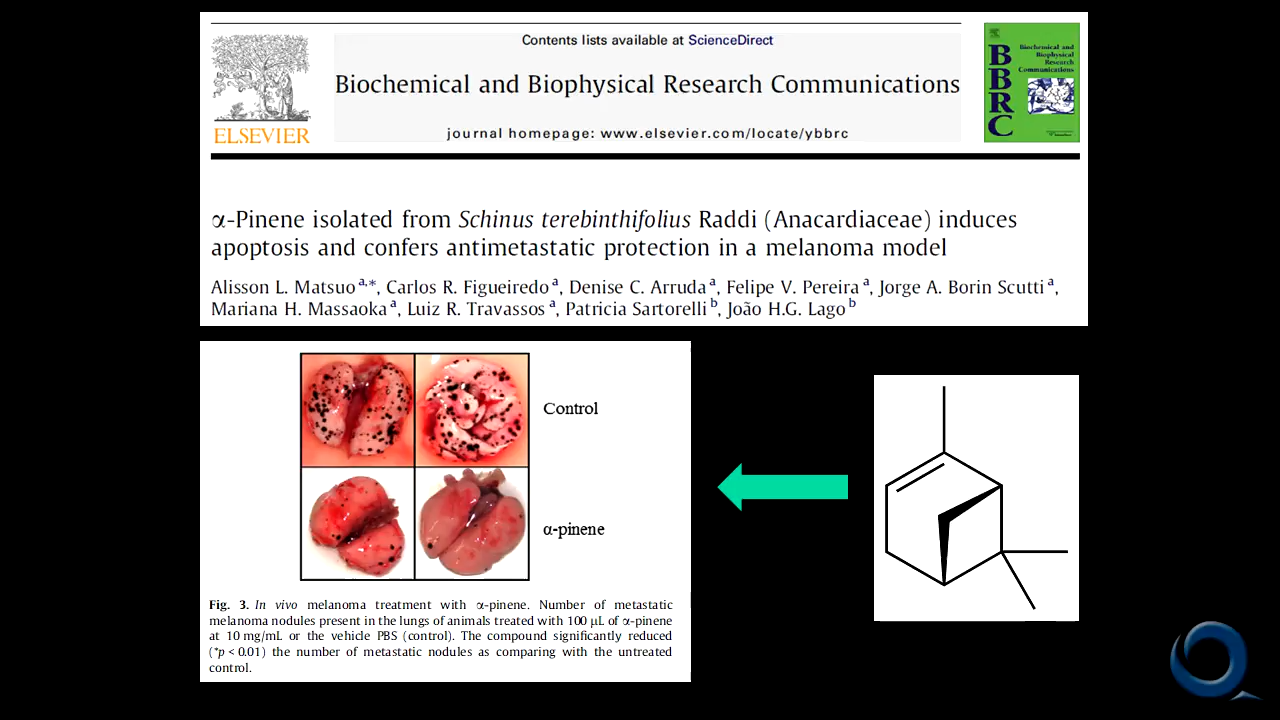 Contents lists available at ScienceDirect
Biochemical and Biophysical Research Communications
journal homepage: www.elsevier.com/locate/ybbrc
ELSEVIER
BBRC
Biochemical and
Biophysical
Research
Communications
α-Pinene isolated from Schinus terebinthifolius Raddi (Anacardiaceae) induces
apoptosis and confers antimetastatic protection in a melanoma model
Alisson L. Matsuo a,*, Carlos R. Figueiredo a, Denise C. Arruda a, Felipe V. Pereira a, Jorge A. Borin Scutti a,
Mariana H. Massaoka a, Luiz R. Travassos a, Patricia Sartorelli b, João H.G. Lago b
Control
α-pinene
Fig. 3. In vivo melanoma treatment with α-pinene. Number of metastatic
melanoma nodules present in the lungs of animals treated with 100 μL of α-pinene
at 10 mg/mL or the vehicle PBS (control). The compound significantly reduced
(*p < 0.01) the number of metastatic nodules as comparing with the untreated
control.